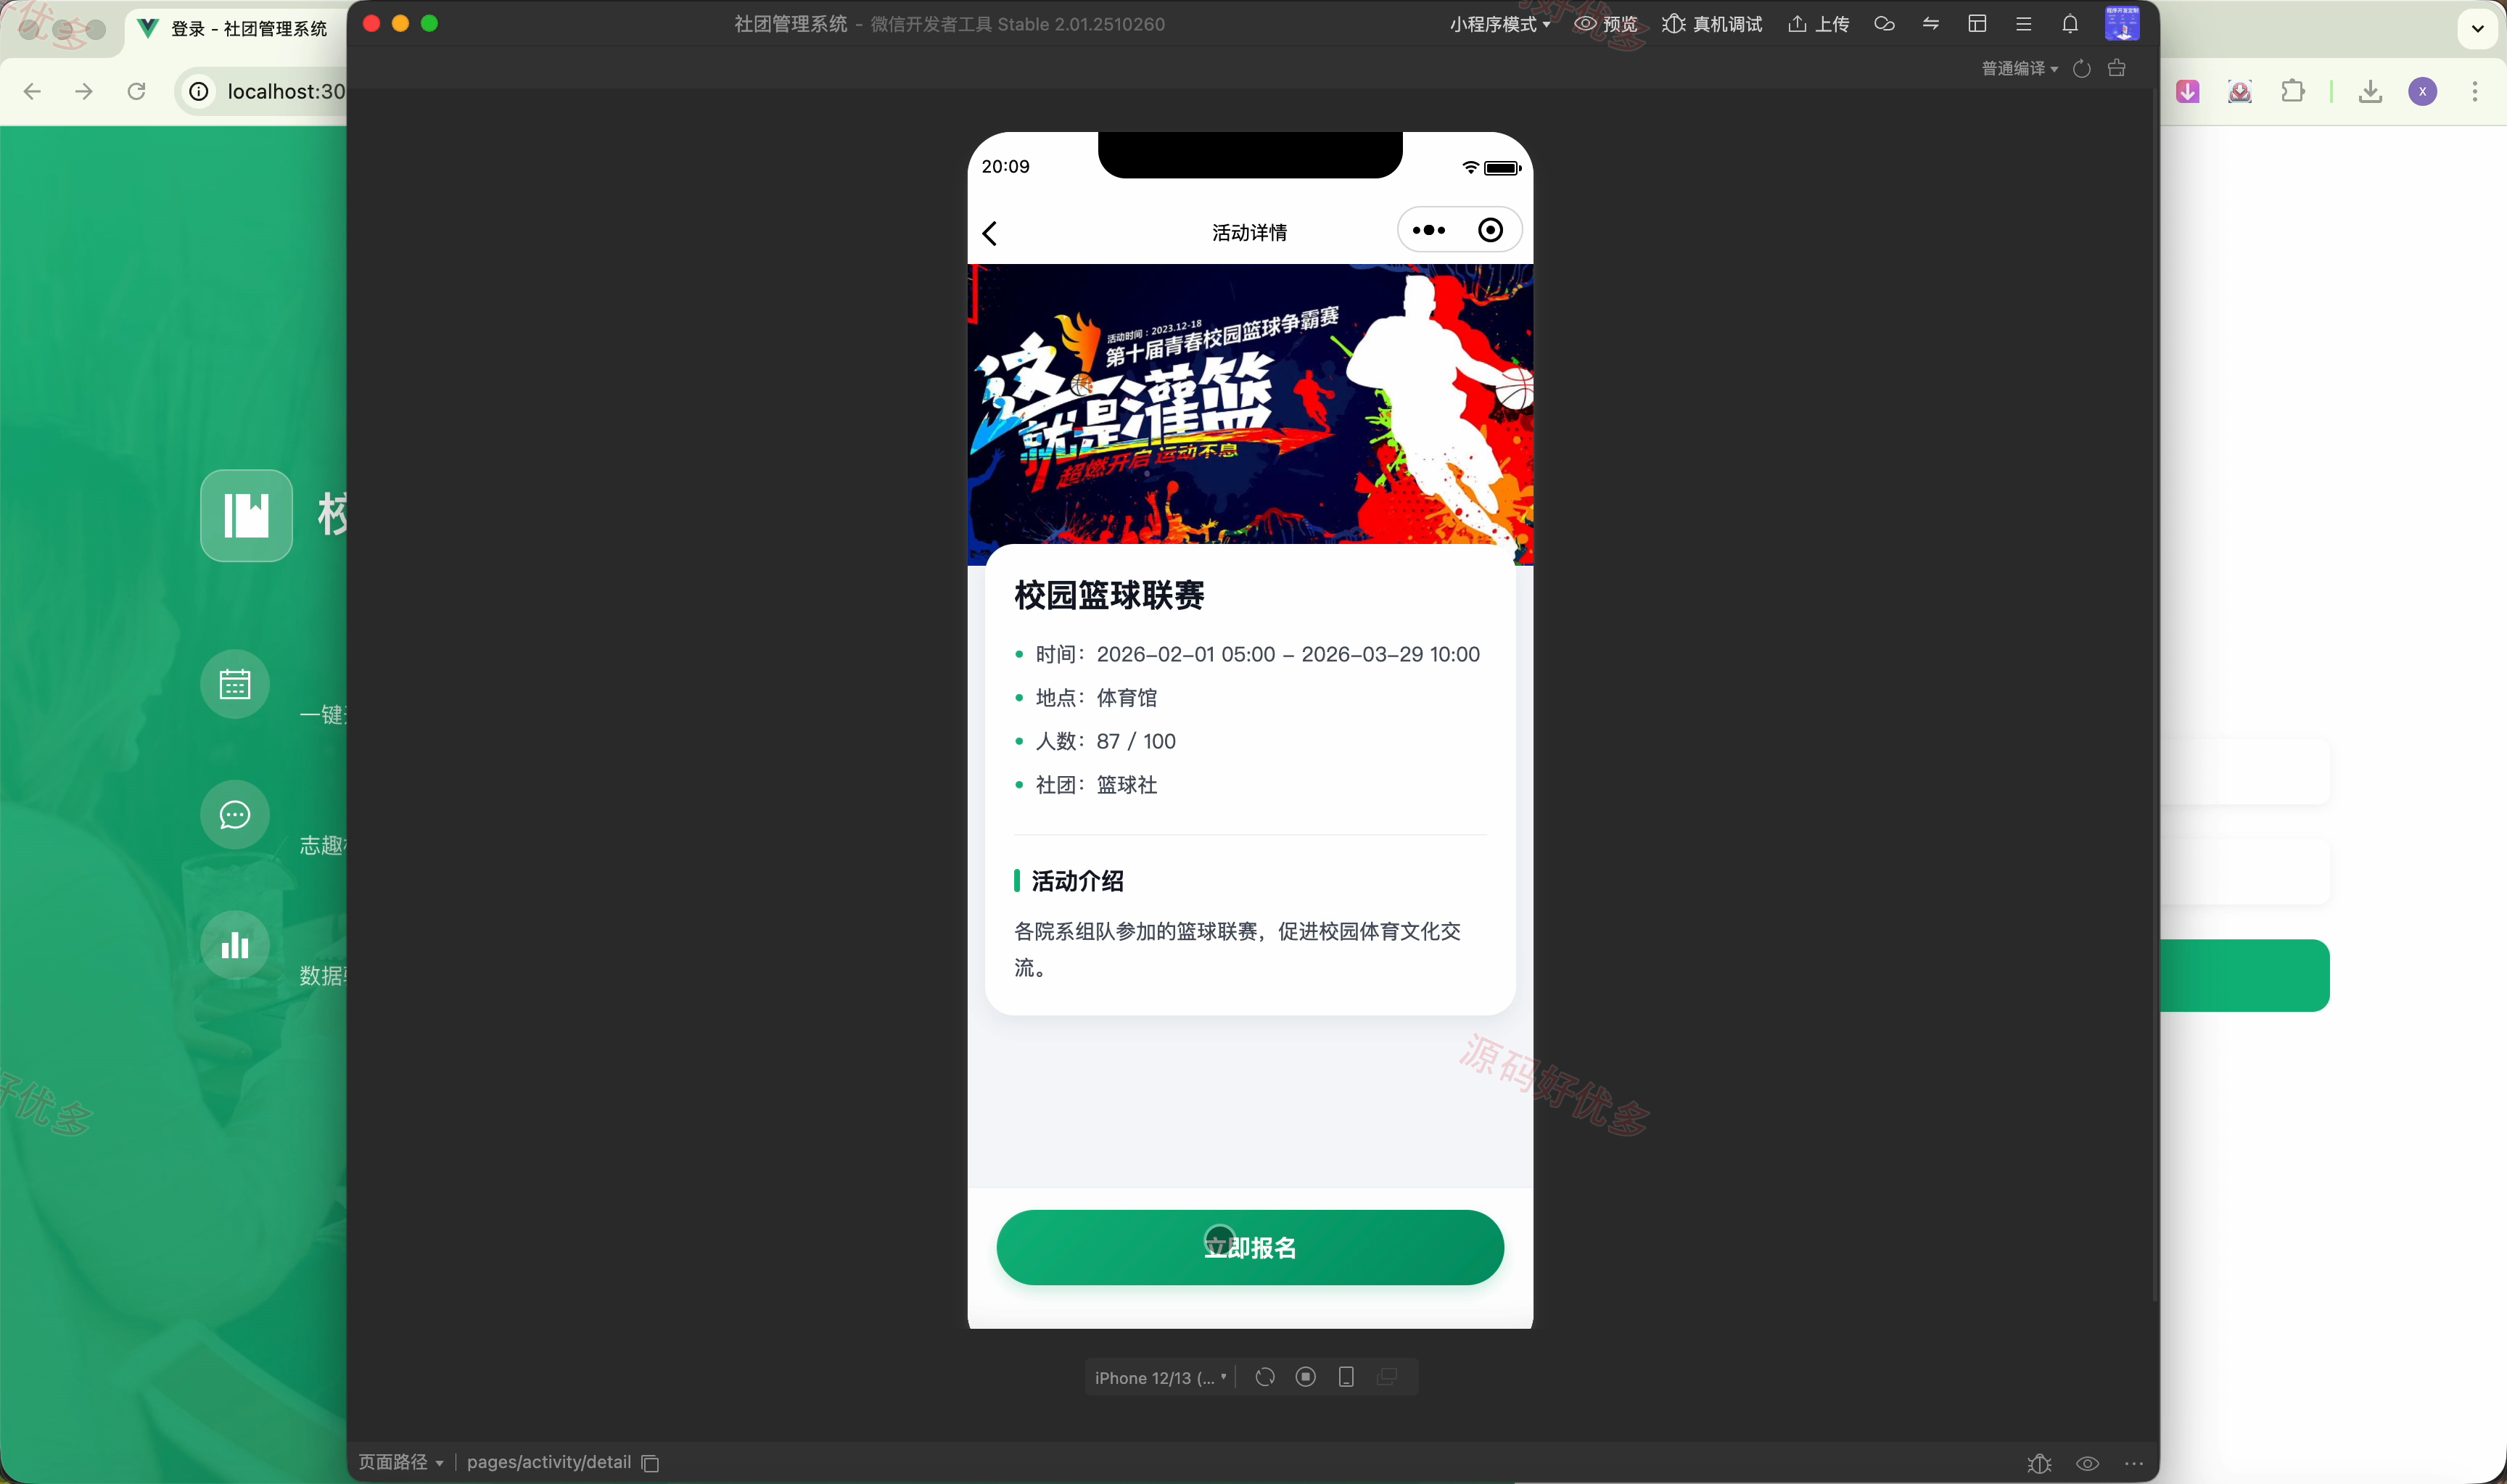 登录 - 社团管理系统
localhost:30
社团管理系统 - 微信开发者工具 Stable 2.01.2510260
小程序模式
预览
真机调试
上传
普通编译
X
校
一键
志趣
数据
20:09
活动详情
活动时间：2023.12-18
第十届青春校园篮球争霸赛
这就是灌篮
超燃开启 运动不息
校园篮球联赛
时间：2026-02-01 05:00 - 2026-03-29 10:00
地点：体育馆
人数：87 / 100
社团：篮球社
活动介绍
各院系组队参加的篮球联赛，促进校园体育文化交
流。
立即报名
iPhone 12/13 (...
页面路径
pages/activity/detail
源码好优多
好优多